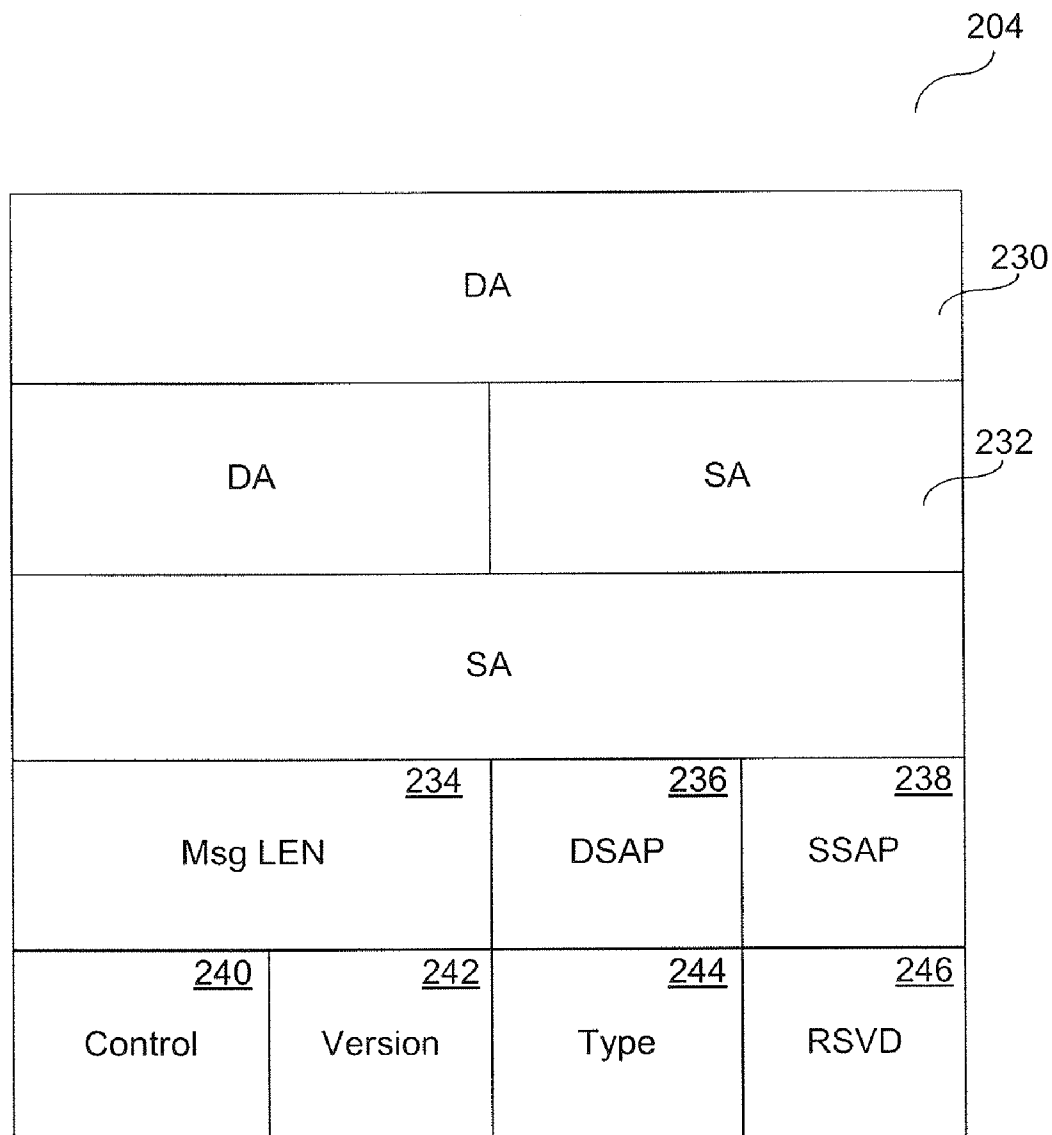 204
DA
230
DA
SA
232
SA
234
Msg LEN
236
DSAP
238
SSAP
240
Control
242
Version
244
Type
246
RSVD